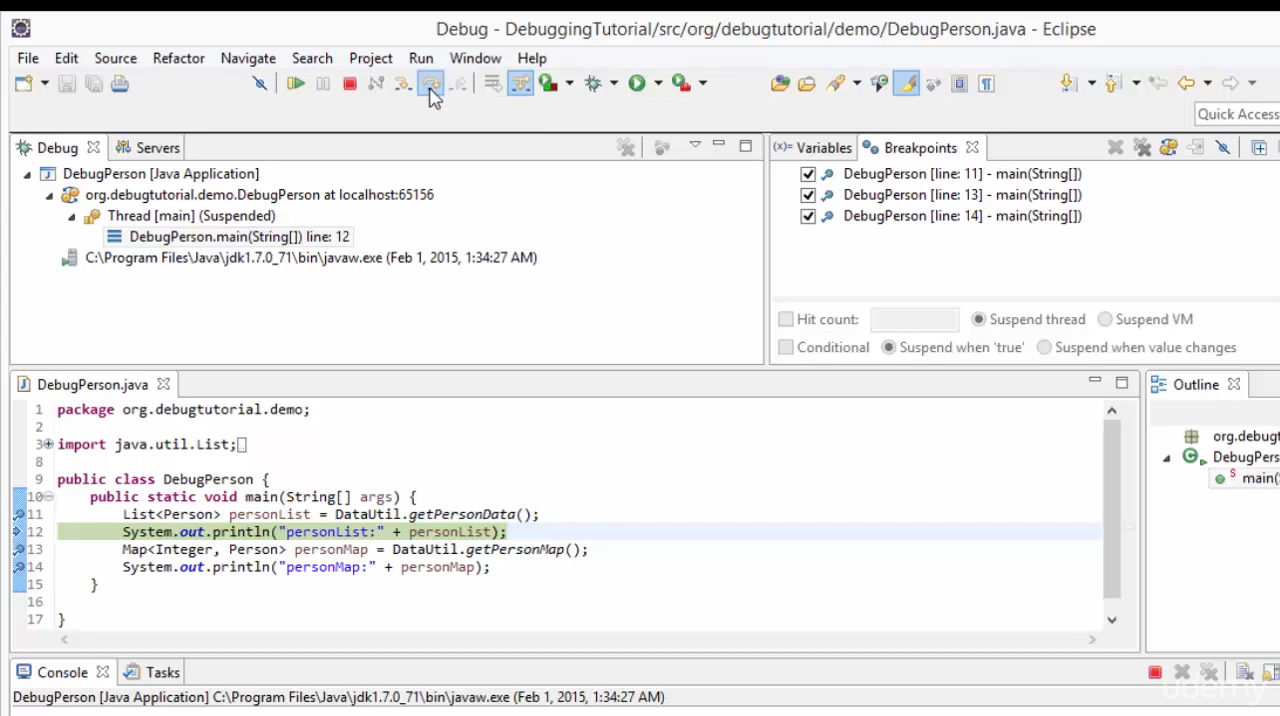 Debug - DebuggingTutorial/src/org/debugtutorial/demo/DebugPerson.java - Eclipse
File Edit Source Refactor Navigate Search Project Run Window Help
Quick Access
Debug Servers
DebugPerson [Java Application]
org.debugtutorial.demo.DebugPerson at localhost:65156
Thread [main] (Suspended)
DebugPerson.main(String[]) line: 12
C:\Program Files\Java\jdk1.7.0_71\bin\javaw.exe (Feb 1, 2015, 1:34:27 AM)
(x)= Variables Breakpoints
DebugPerson [line: 11] - main(String[])
DebugPerson [line: 13] - main(String[])
DebugPerson [line: 14] - main(String[])
Hit count: Suspend thread Suspend VM
Conditional Suspend when 'true' Suspend when value changes
DebugPerson.java
1 package org.debugtutorial.demo;
2
3 import java.util.List;
8
9 public class DebugPerson {
10 public static void main(String[] args) {
11 List<Person> personList = DataUtil.getPersonData();
12 System.out.println("personList:" + personList);
13 Map<Integer, Person> personMap = DataUtil.getPersonMap();
14 System.out.println("personMap:" + personMap);
15 }
16
17 }
Outline
org.debugt
DebugPers
main(S
Console Tasks
DebugPerson [Java Application] C:\Program Files\Java\jdk1.7.0_71\bin\javaw.exe (Feb 1, 2015, 1:34:27 AM)
udemy